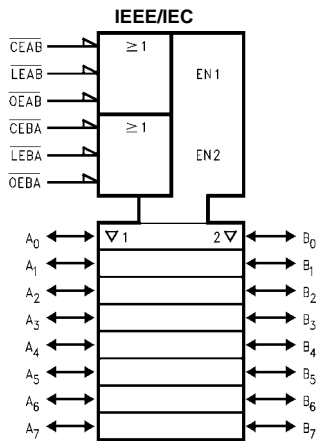 IEEE/IEC
CEAB
≥ 1
LEAB
EN1
OEAB
CEBA
≥ 1
LEBA
EN2
OEBA
A0 ▽ 1 2 ▽ B0
A1 B1
A2 B2
A3 B3
A4 B4
A5 B5
A6 B6
A7 B7